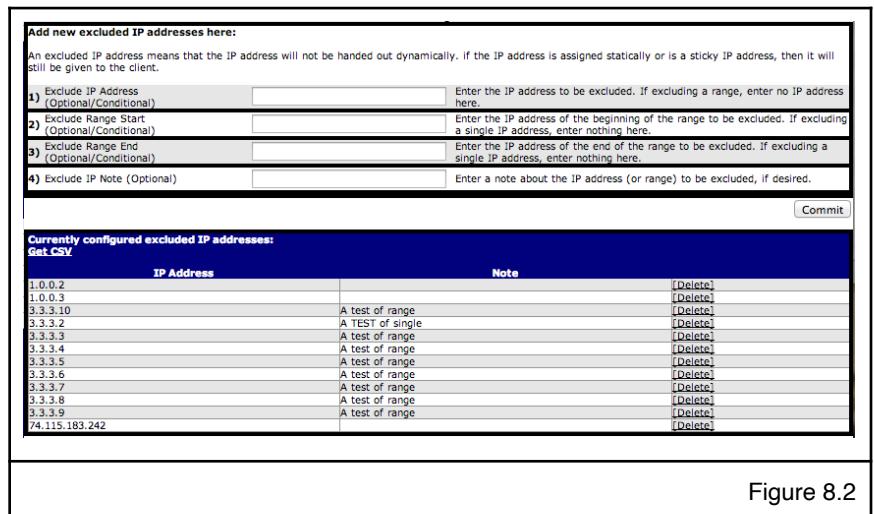 Add new excluded IP addresses here:
An excluded IP address means that the IP address will not be handed out dynamically. if the IP address is assigned statically or is a sticky IP address, then it will
still be given to the client.
1) Exclude IP Address
(Optional/Conditional)
Enter the IP address to be excluded. If excluding a range, enter no IP address
here.
2) Exclude Range Start
(Optional/Conditional)
Enter the IP address of the beginning of the range to be excluded. If excluding
a single IP address, enter nothing here.
3) Exclude Range End
(Optional/Conditional)
Enter the IP address of the end of the range to be excluded. If excluding a
single IP address, enter nothing here.
4) Exclude IP Note (Optional)
Enter a note about the IP address (or range) to be excluded, if desired.
Commit
Currently configured excluded IP addresses:
Get CSV
IP Address Note
1.0.0.2 [Delete]
1.0.0.3 [Delete]
3.3.3.10 A test of range [Delete]
3.3.3.2 A TEST of single [Delete]
3.3.3.3 A test of range [Delete]
3.3.3.4 A test of range [Delete]
3.3.3.5 A test of range [Delete]
3.3.3.6 A test of range [Delete]
3.3.3.7 A test of range [Delete]
3.3.3.8 A test of range [Delete]
3.3.3.9 A test of range [Delete]
74.115.183.242 [Delete]
Figure 8.2